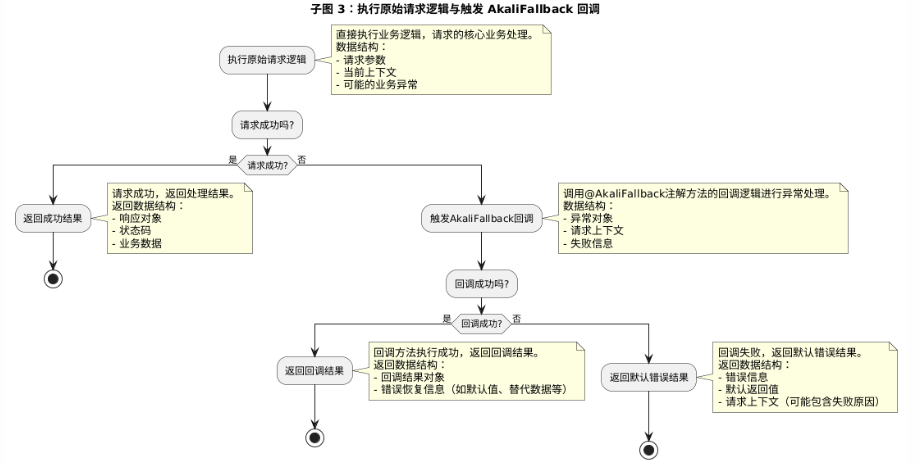 子图 3：执行原始请求逻辑与触发 AkaliFallback 回调
执行原始请求逻辑
直接执行业务逻辑，请求的核心业务处理。
数据结构：
- 请求参数
- 当前上下文
- 可能的业务异常
请求成功吗?
是
请求成功?
否
返回成功结果
请求成功，返回处理结果。
返回数据结构：
- 响应对象
- 状态码
- 业务数据
触发AkaliFallback回调
调用@AkaliFallback注解方法的回调逻辑进行异常处理。
数据结构：
- 异常对象
- 请求上下文
- 失败信息
回调成功吗?
是
回调成功?
否
返回回调结果
回调方法执行成功，返回回调结果。
返回数据结构：
- 回调结果对象
- 错误恢复信息（如默认值、替代数据等）
返回默认错误结果
回调失败，返回默认错误结果。
返回数据结构：
- 错误信息
- 默认返回值
- 请求上下文（可能包含失败原因）